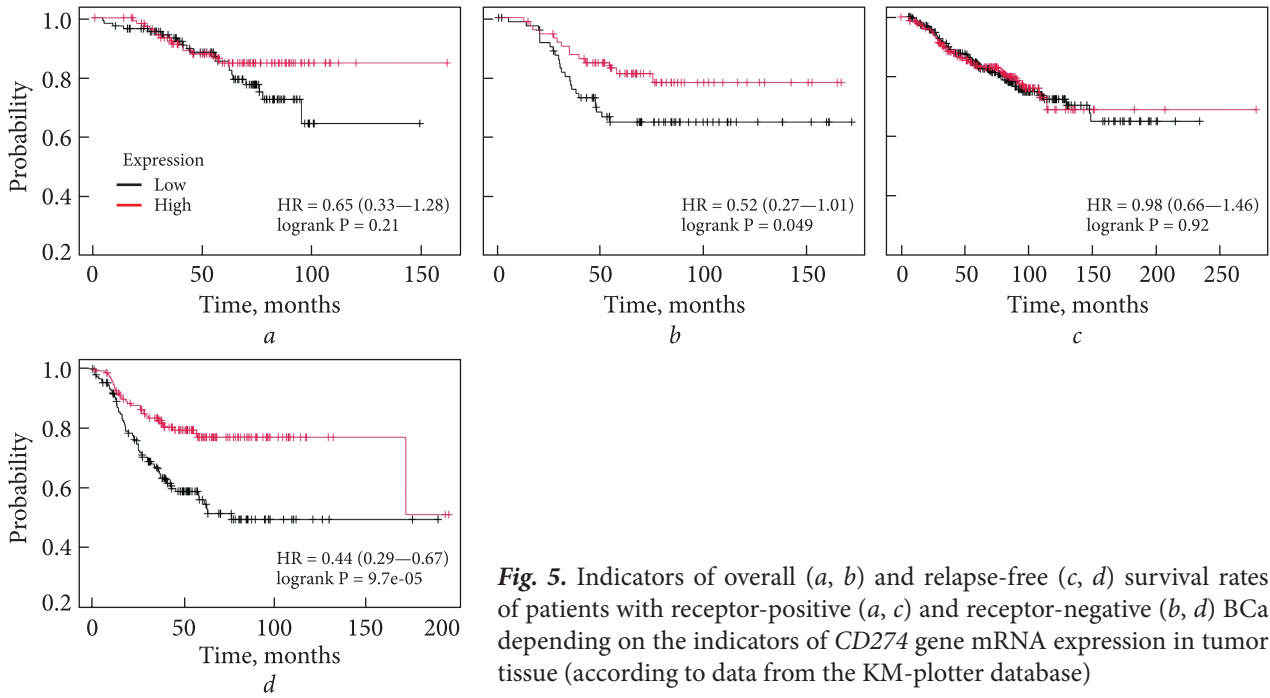 1.0
0.8
0.6
0.4
0.2
Probability
Expression
Low
High
HR = 0.65 (0.33—1.28)
logrank P = 0.21
0 50 100 150
Time, months
a
HR = 0.52 (0.27—1.01)
logrank P = 0.049
0 50 100 150
Time, months
b
HR = 0.98 (0.66—1.46)
logrank P = 0.92
0 50 100 150 200 250
Time, months
c
1.0
0.8
0.6
0.4
0.2
Probability
HR = 0.44 (0.29—0.67)
logrank P = 9.7e-05
0 50 100 150 200
Time, months
d
Fig. 5. Indicators of overall (a, b) and relapse-free (c, d) survival rates
of patients with receptor-positive (a, c) and receptor-negative (b, d) BCa
depending on the indicators of CD274 gene mRNA expression in tumor
tissue (according to data from the KM-plotter database)